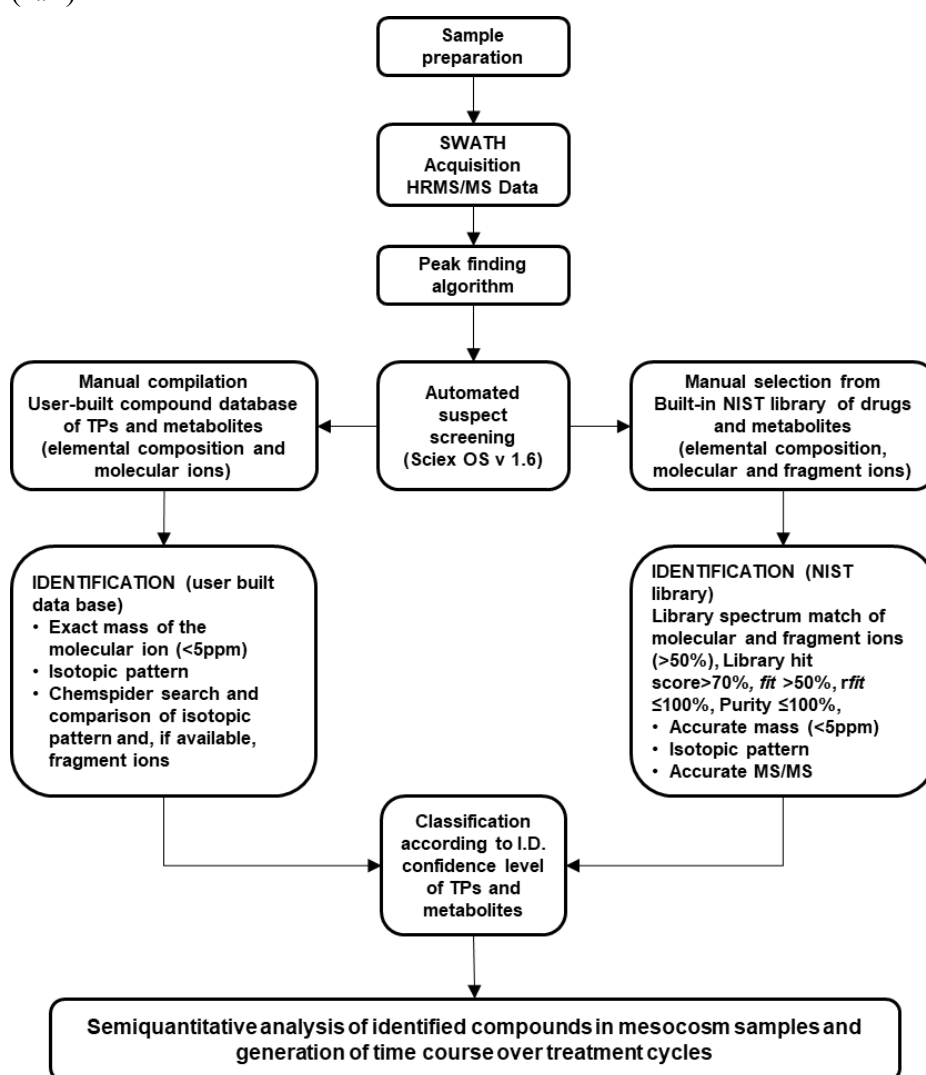 Sample
preparation
SWATH
Acquisition
HRMS/MS Data
Peak finding
algorithm
Manual compilation
User-built compound database
of TPs and metabolites
(elemental composition and
molecular ions)
Automated
suspect
screening
(Sciex OS v 1.6)
Manual selection from
Built-in NIST library of drugs
and metabolites
(elemental composition,
molecular and fragment ions)
IDENTIFICATION (user built
data base)
• Exact mass of the
molecular ion (<5ppm)
• Isotopic pattern
• Chemspider search and
comparison of isotopic
pattern and, if available,
fragment ions
IDENTIFICATION (NIST
library)
Library spectrum match of
molecular and fragment ions
(>50%), Library hit
score>70%, fit >50%, rfit
≤100%, Purity ≤100%,
• Accurate mass (<5ppm)
• Isotopic pattern
• Accurate MS/MS
Classification
according to I.D.
confidence level
of TPs and
metabolites
Semiquantitative analysis of identified compounds in mesocosm samples and
generation of time course over treatment cycles